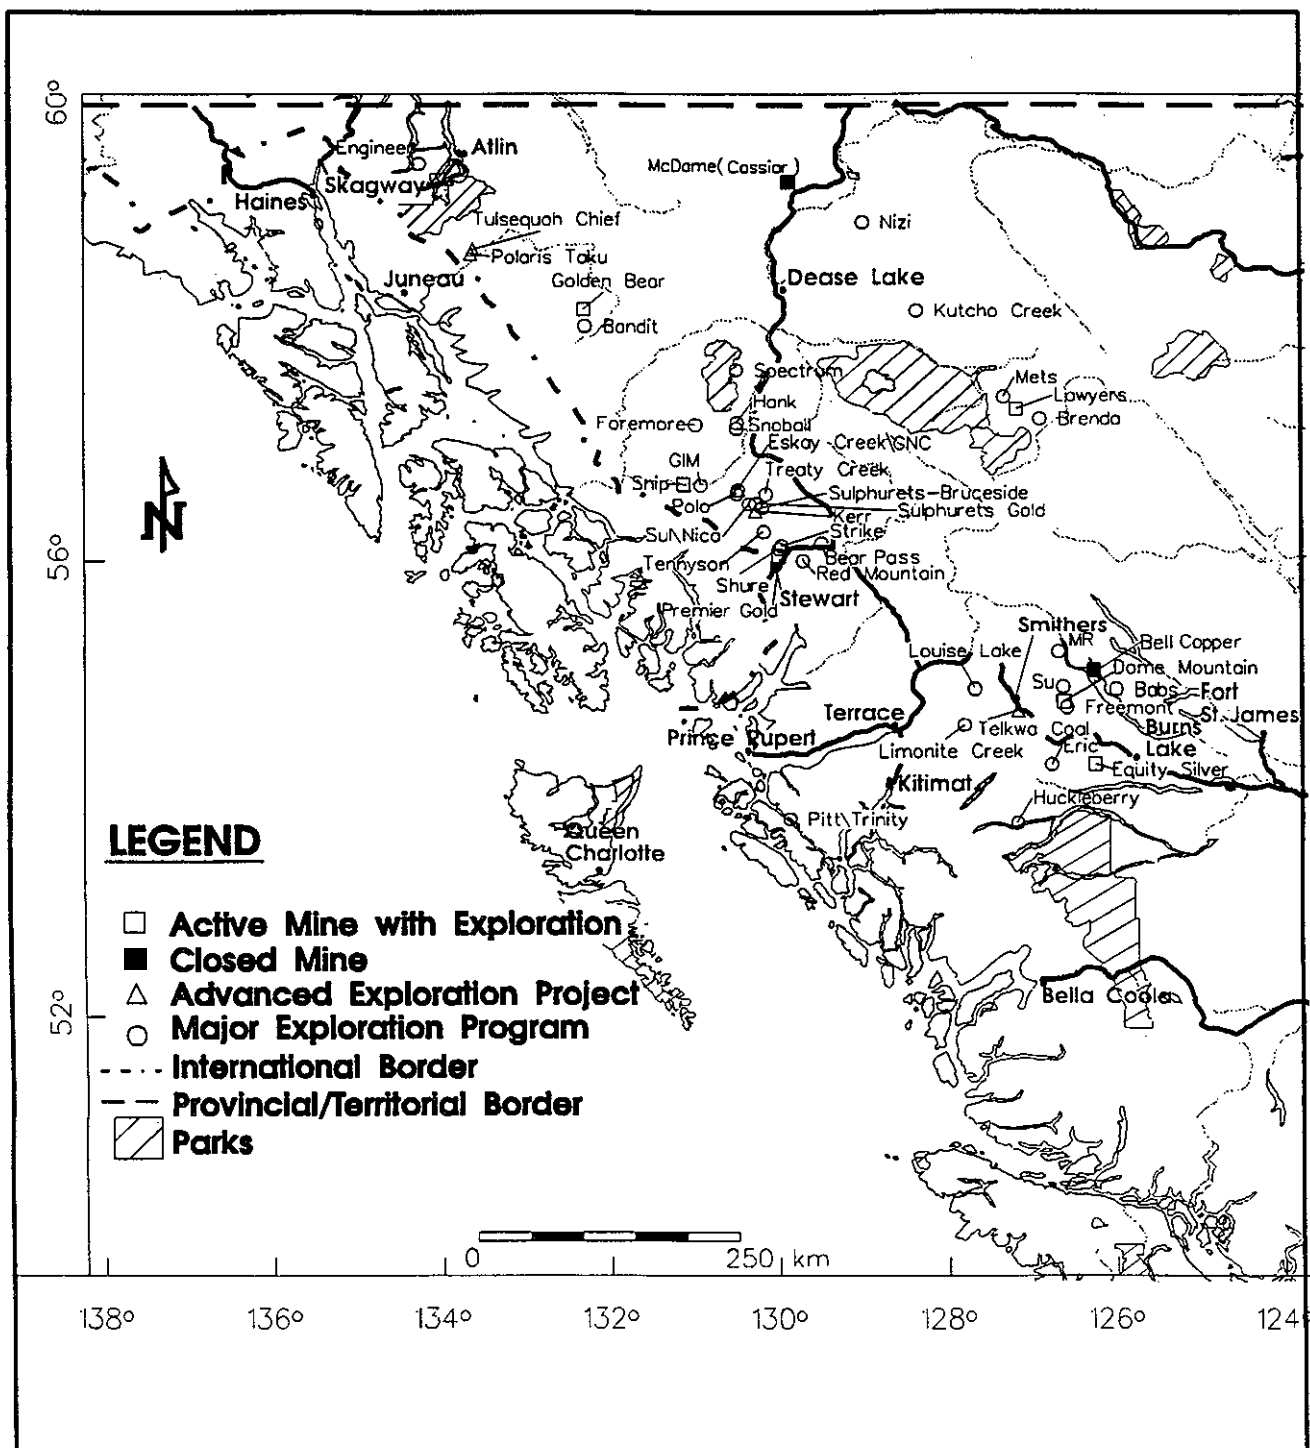 60°
Engineer
Atlin
McDame(Cassiar)
Skagway
Haines
Nizi
Tulsequah Chief
Polaris Taku
Juneau
Golden Bear
Dease Lake
Kutcho Creek
Bandit
Spectrum
Mets
Hank
Lawyers
Foremore
Snoball
Brenda
Eskay Creek\GNC
GIM
Treaty Creek
Snip
Sulphurets-Bruceside
Polo
Sulphurets Gold
Kerr
Su\Nico
Strike
56°
Tennyson
Bear Pass
Red Mountain
Shure
Stewart
Premier Gold
Smithers
MR
Bell Copper
Louise Lake
Dome Mountain
Su
Babs
Fort
St. James
Freemont
Terrace
Telkwa Coal
Burns
Lake
Prince Rupert
Limonite Creek
Eric
Equity Silver
Kitimat
Huckleberry
Pitt\Trinity
Queen
Charlotte
LEGEND
Active Mine with Exploration
Closed Mine
Advanced Exploration Project
Bella Coola
52°
Major Exploration Program
International Border
Provincial/Territorial Border
Parks
N
0 250 km
138° 136° 134° 132° 130° 128° 126° 124°